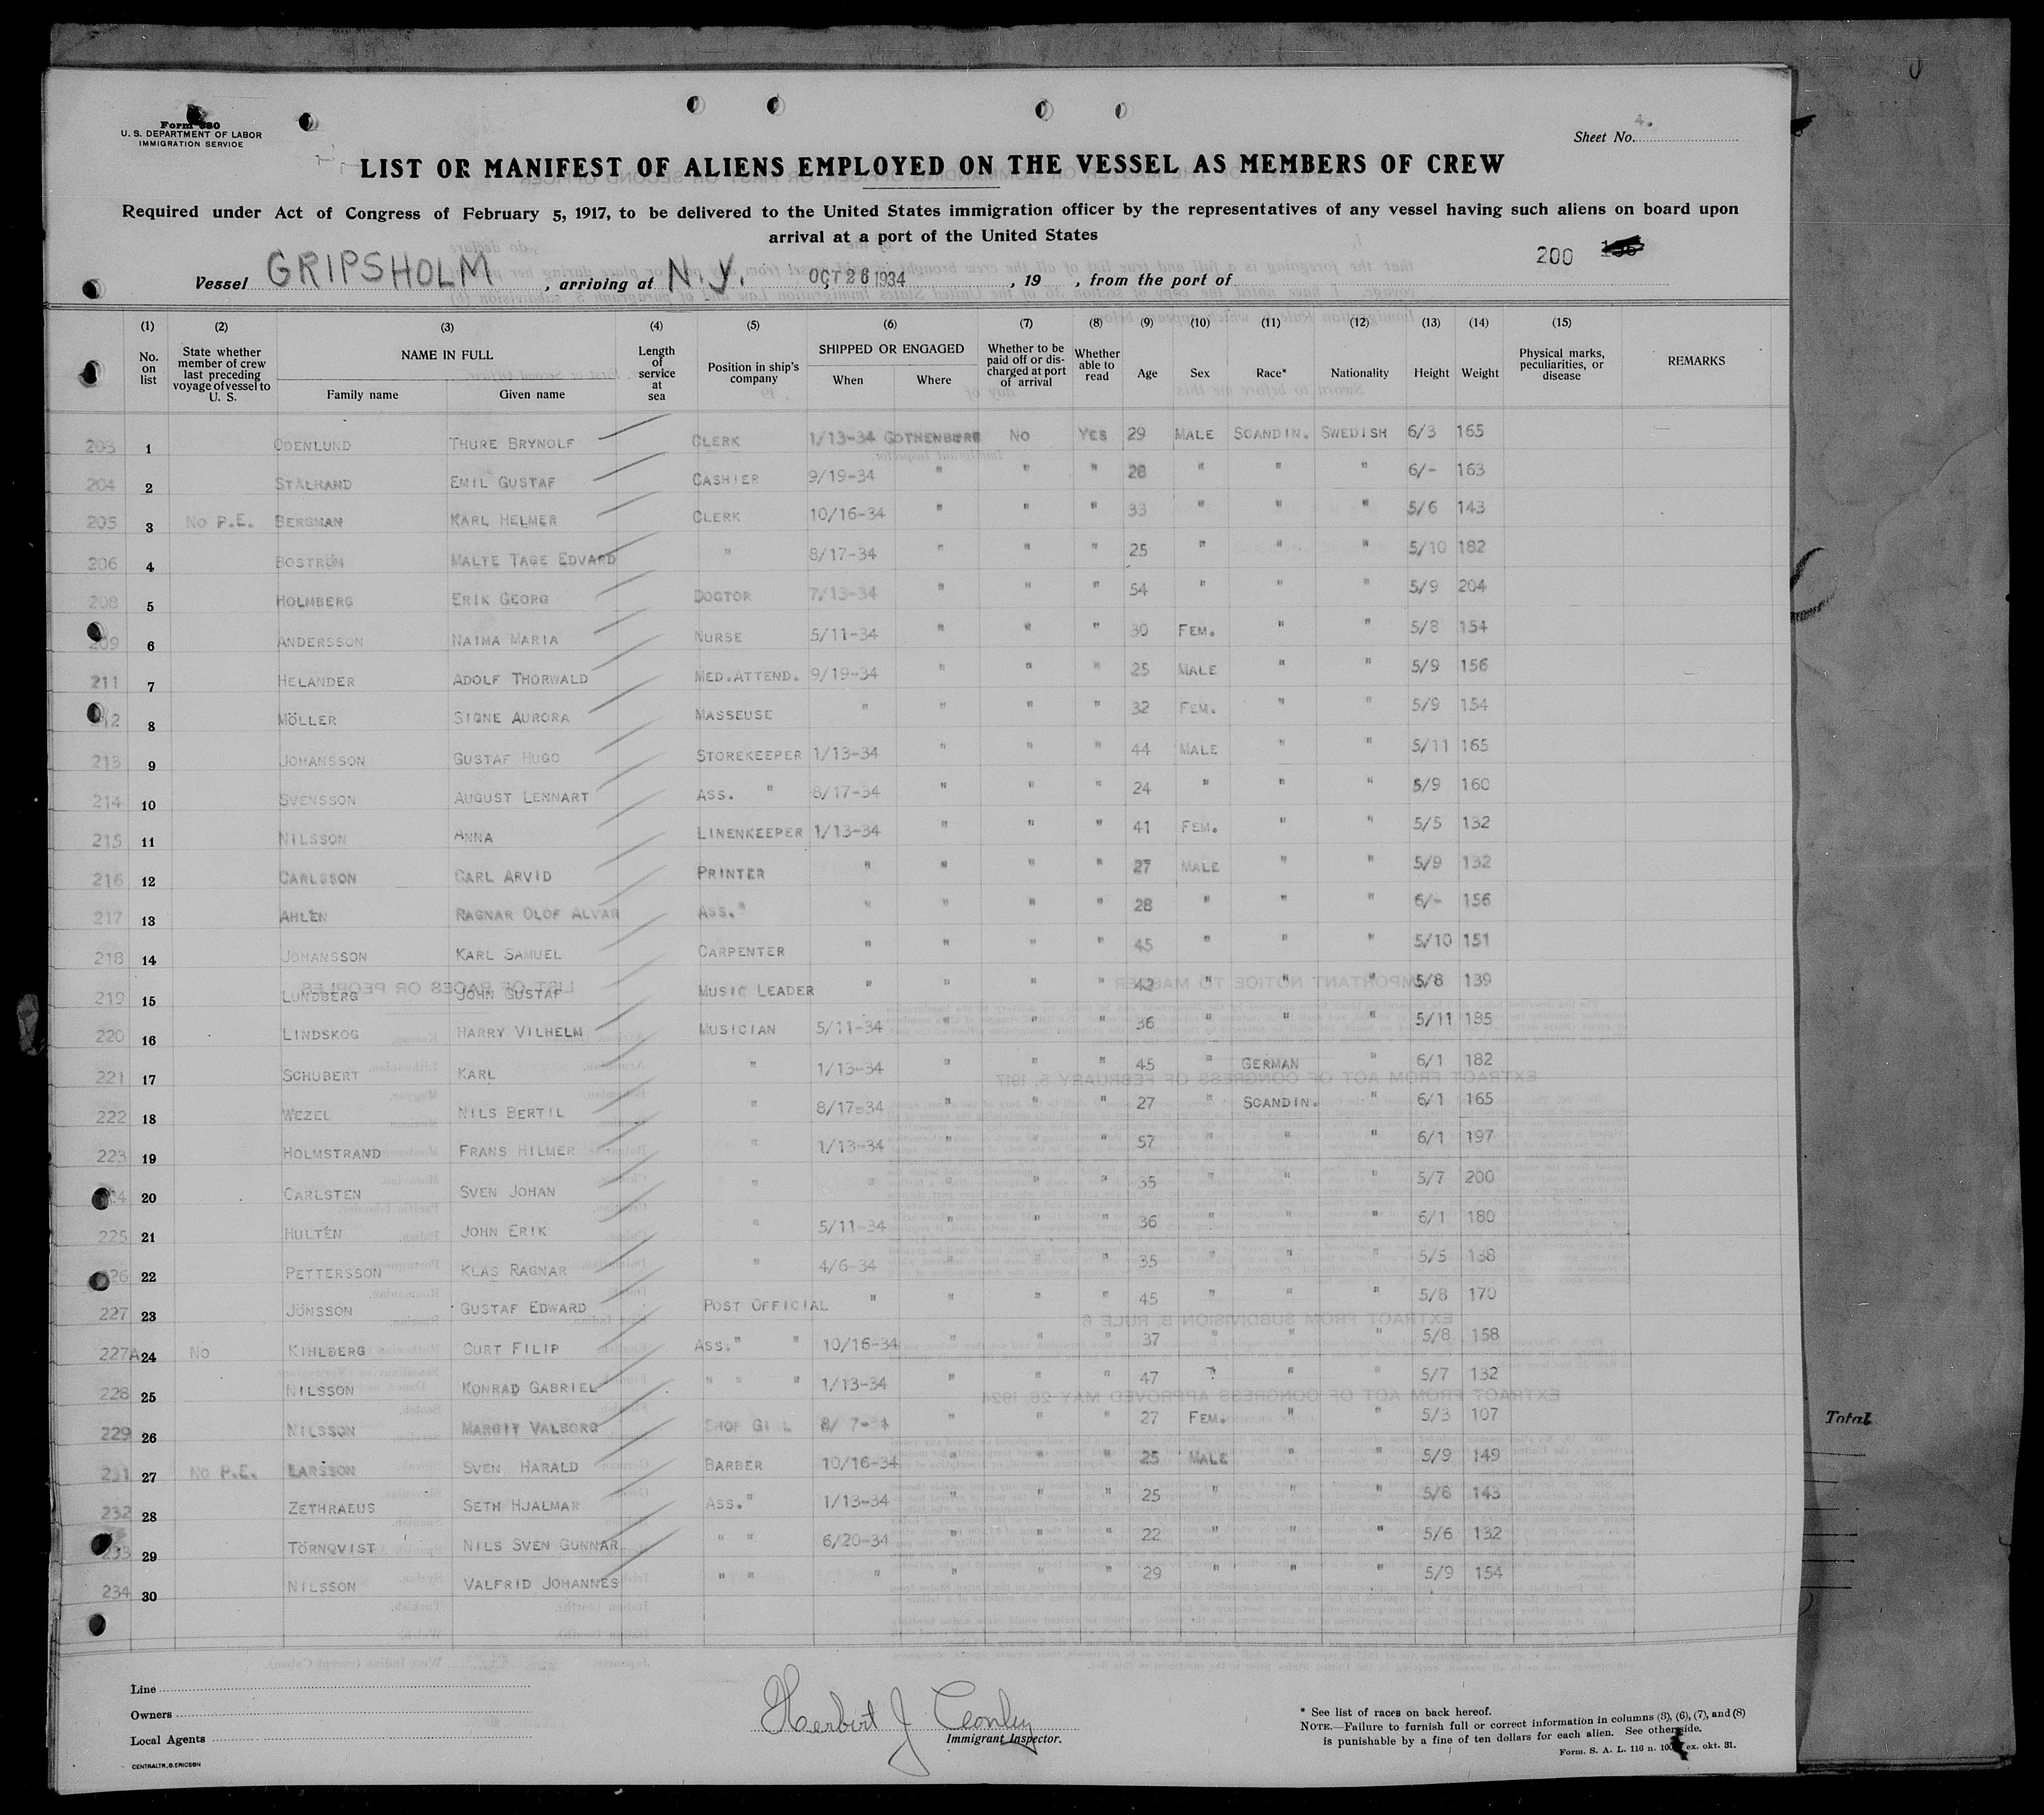 Form 680
U. S. DEPARTMENT OF LABOR
IMMIGRATION SERVICE
Sheet No. 4.
LIST OR MANIFEST OF ALIENS EMPLOYED ON THE VESSEL AS MEMBERS OF CREW
Required under Act of Congress of February 5, 1917, to be delivered to the United States immigration officer by the representatives of any vessel having such aliens on board upon
arrival at a port of the United States
200
Vessel GRIPSHOLM, arriving at N.Y. OCT 26 1934, 19 , from the port of
(1) (2) (3) (4) (5) (6) (7) (8) (9) (10) (11) (12) (13) (14) (15)
No. on list
State whether member of crew last preceding voyage of vessel to U. S.
NAME IN FULL
Family name Given name
Length of service at sea
Position in ship's company
SHIPPED OR ENGAGED
When Where
Whether to be paid off or discharged at port of arrival
Whether able to read
Age Sex Race* Nationality Height Weight
Physical marks, peculiarities, or disease
REMARKS
203 1 ODENLUND THURE BRYNOLF CLERK 1/13-34 GOTHENBURG NO YES 29 MALE SCANDIN. SWEDISH 6/3 165
204 2 STÅLHAND EMIL GUSTAF CASHIER 9/19-34 " " " 28 " " " 6/- 163
205 3 NO P.E. BERGMAN KARL HELMER CLERK 10/16-34 " " " 33 " " " 5/6 143
206 4 BOSTRÖM MALTE TAGE EDVARD " 8/17-34 " " " 25 " " " 5/10 182
208 5 HOLMBERG ERIK GEORG DOCTOR 7/13-34 " " " 54 " " " 5/9 204
209 6 ANDERSSON NAIMA MARIA NURSE 5/11-34 " " " 30 FEM. " " 5/8 154
211 7 HELANDER ADOLF THORWALD MED.ATTEND. 9/19-34 " " " 25 MALE " " 5/9 156
12 8 MÖLLER SIGNE AURORA MASSEUSE " " " " 32 FEM. " " 5/9 154
213 9 JOHANSSON GUSTAF HUGO STOREKEEPER 1/13-34 " " " 44 MALE " " 5/11 165
214 10 SVENSSON AUGUST LENNART ASS. " 8/17-34 " " " 24 " " " 5/9 160
215 11 NILSSON ANNA LINENKEEPER 1/13-34 " " " 41 FEM. " " 5/5 132
216 12 CARLSSON CARL ARVID PRINTER " " " " 27 MALE " " 5/9 132
217 13 AHLÉN RAGNAR OLOF ALVAR ASS." " " " " 28 " " " 6/- 156
218 14 JOHANSSON KARL SAMUEL CARPENTER " " " " 45 " " " 5/10 151
219 15 LUNDBERG JOHN GUSTAF MUSIC LEADER " " " " 42 " " " 5/8 139
220 16 LINDSKOG HARRY VILHELM MUSICIAN 5/11-34 " " " 36 " " " 5/11 185
221 17 SCHUBERT KARL " 1/13-34 " " " 45 " GERMAN " 6/1 182
222 18 WEZEL NILS BERTIL " 8/17-34 " " " 27 " SCANDIN. " 6/1 165
223 19 HOLMSTRAND FRANS HILMER " 1/13-34 " " " 57 " " " 6/1 197
24 20 CARLSTEN SVEN JOHAN " " " " " 35 " " " 5/7 200
225 21 HULTÉN JOHN ERIK " 5/11-34 " " " 36 " " " 6/1 180
226 22 PETTERSSON KLAS RAGNAR " 4/6-34 " " " 35 " " " 5/5 138
227 23 JÖNSSON GUSTAF EDWARD POST OFFICIAL " " " " 45 " " " 5/8 170
227A 24 NO KIHLBERG CURT FILIP ASS." " 10/16-34 " " " 37 " " " 5/8 158
228 25 NILSSON KONRAD GABRIEL " " " 1/13-34 " " " 47 " " " 5/7 132
229 26 NILSSON MARGIT VALBORG SHOP 27 FEM. " " 5/3 107
231 27 NO P.E. LARSSON SVEN HARALD BARBER 10/16-34 " " " 25 MALE " " 5/9 149
232 28 ZETHRAEUS SETH HJALMAR ASS." 1/13-34 " " " 25 " " " 5/6 143
233 29 TÖRNQVIST NILS SVEN GUNNAR " " 6/20-34 " " " 22 " " " 5/6 132
234 30 NILSSON VALFRID JOHANNES " " " " " " 29 " " " 5/9 154
Total
Line
Owners
Local Agents
CENTRALTR, G. ERICSON
Herbert J Conley
Immigrant Inspector.
* See list of races on back hereof.
NOTE.—Failure to furnish full or correct information in columns (3), (6), (7), and (8)
is punishable by a fine of ten dollars for each alien. See other side.
Form. S. A. L. 116 n. ex. okt. 31.